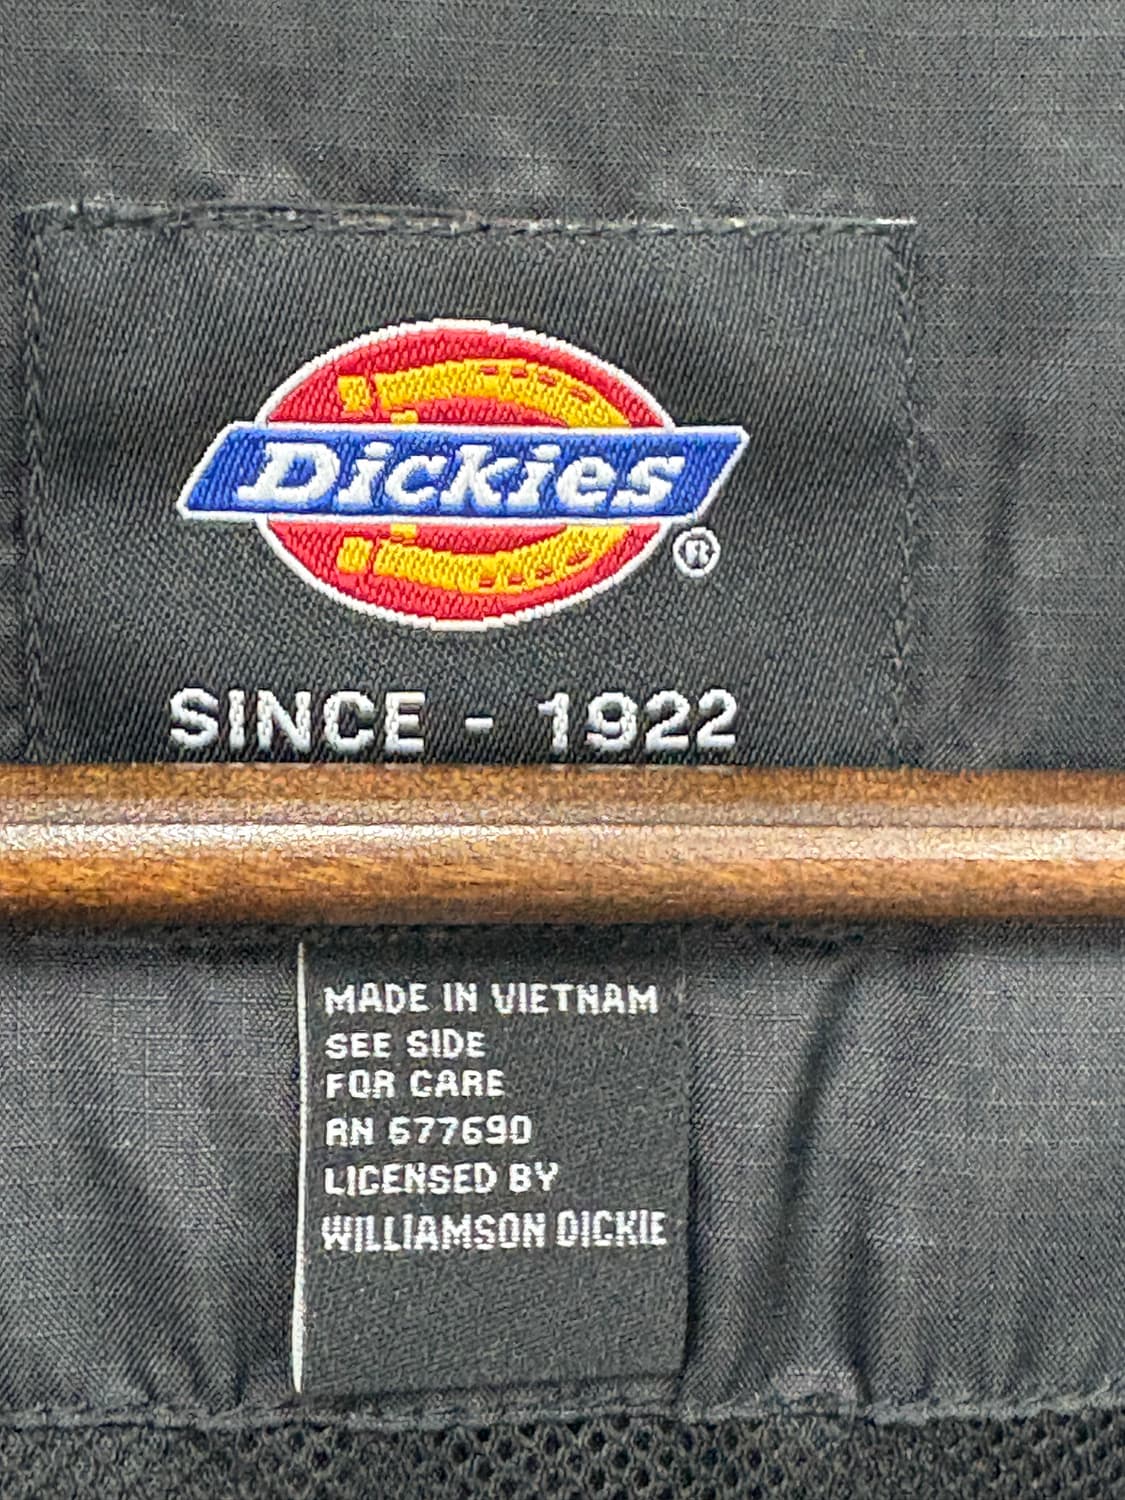 Dickies
®
SINCE - 1922
MADE IN VIETNAM
SEE SIDE
FOR CARE
RN 677690
LICENSED BY
WILLIAMSON DICKIE